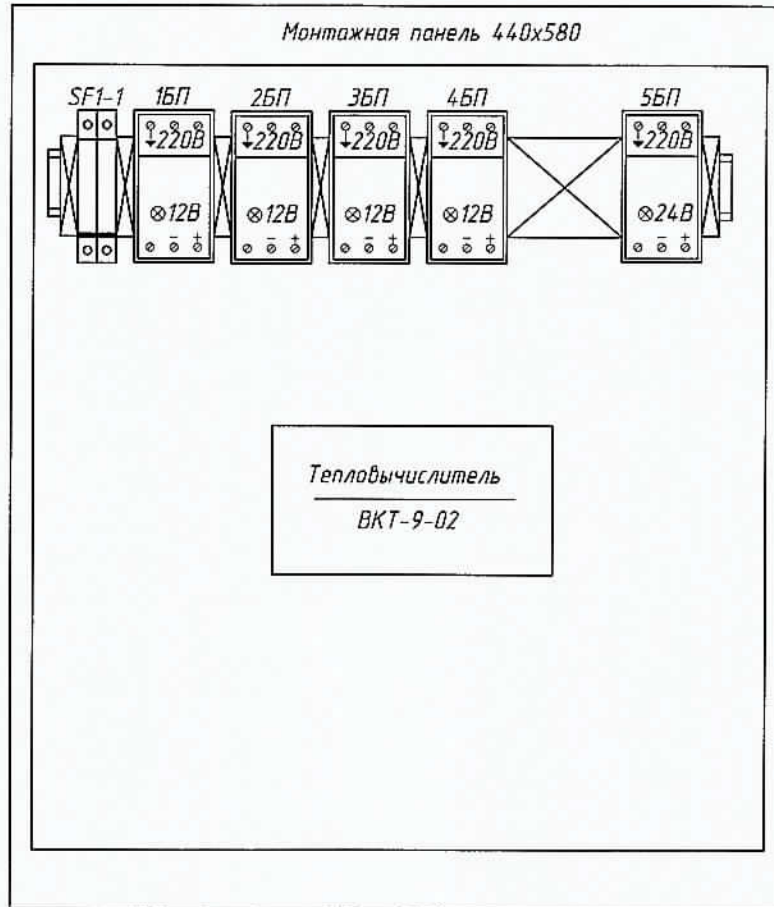 Монтажная панель 440х580
SF1-1 1БП 2БП 3БП 4БП 5БП
220В 220В 220В 220В 220В
12В 12В 12В 12В 24В
- + - + - + - + - +
Тепловычислитель
ВКТ-9-02